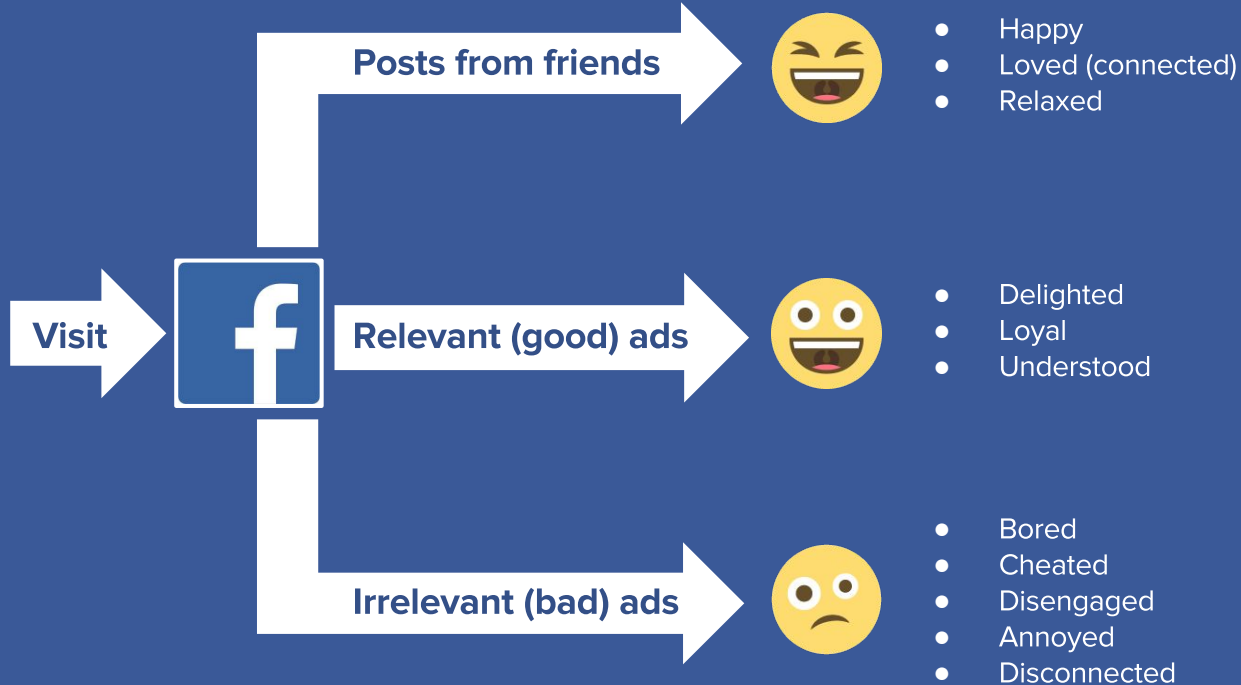 Posts from friends
● Happy
● Loved (connected)
● Relaxed
Visit
f
Relevant (good) ads
● Delighted
● Loyal
● Understood
Irrelevant (bad) ads
● Bored
● Cheated
● Disengaged
● Annoyed
● Disconnected